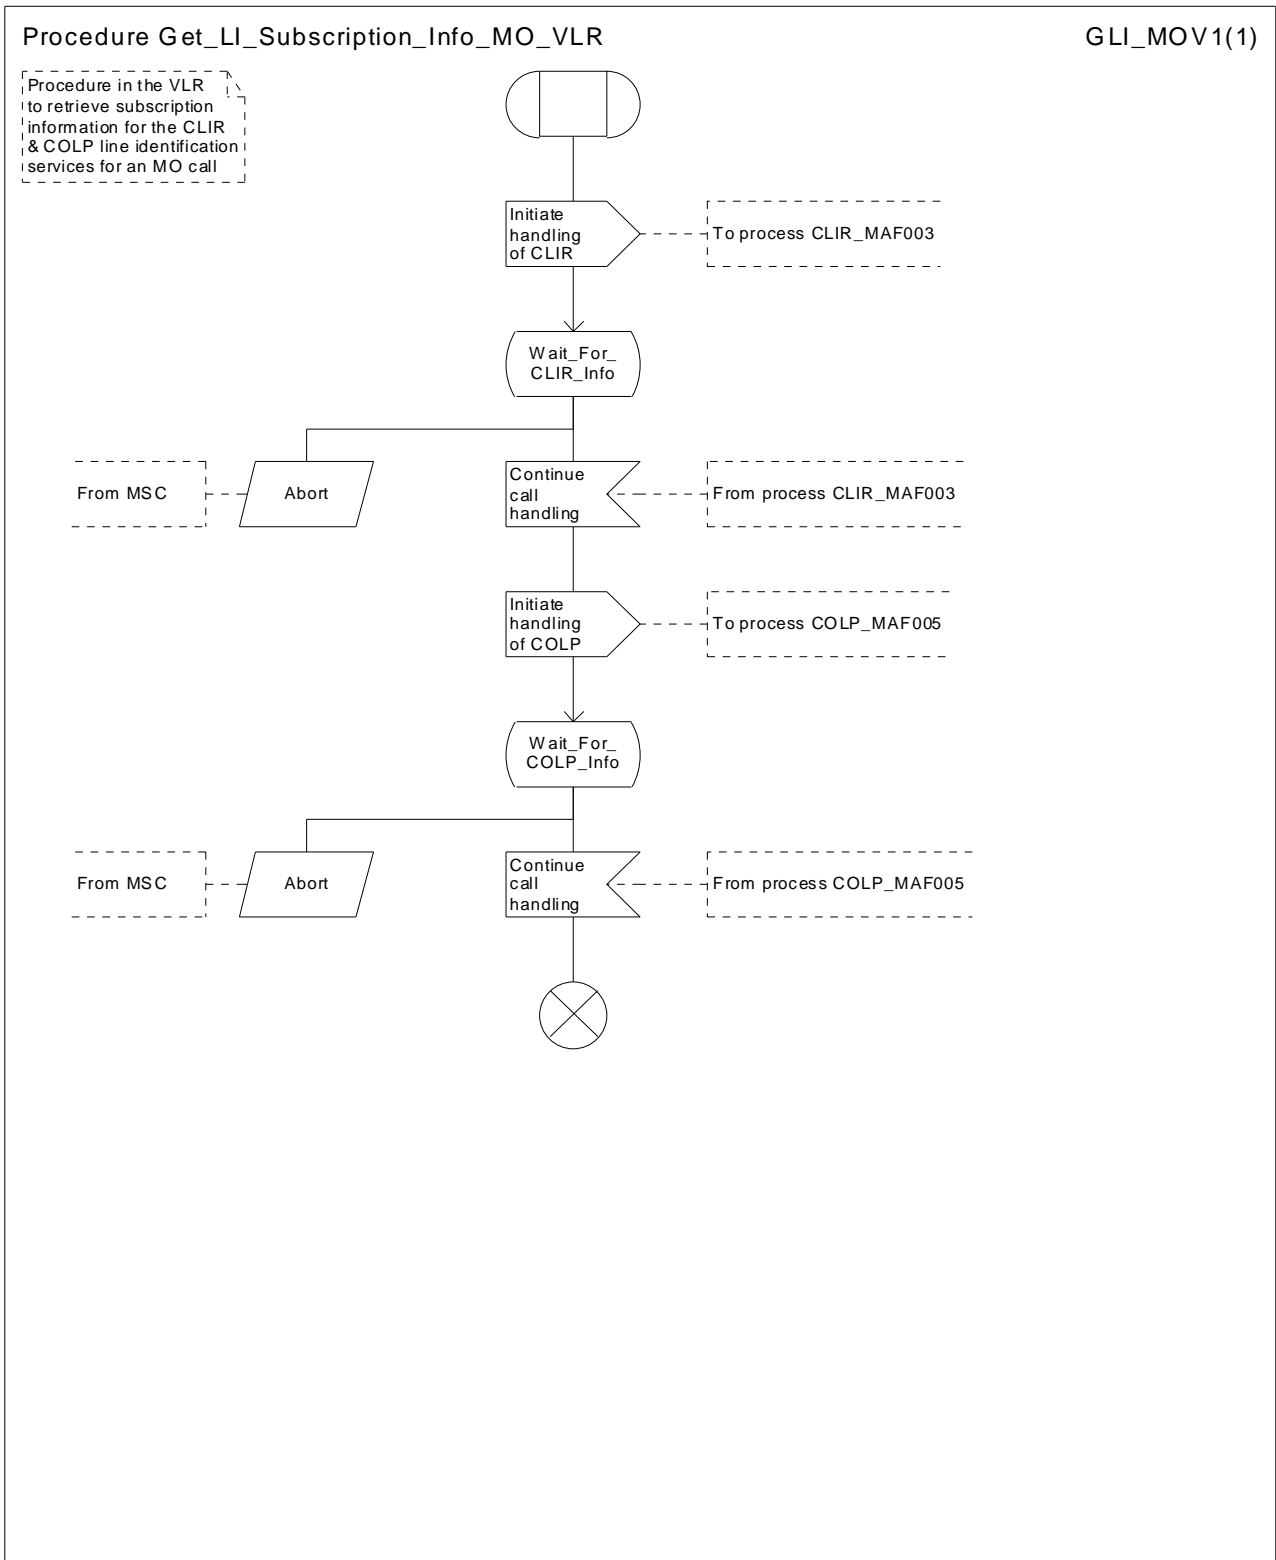 Procedure Get_LI_Subscription_Info_MO_VLR
GLI_MOV1(1)
Procedure in the VLR
to retrieve subscription
information for the CLIR
& COLP line identification
services for an MO call
Initiate
handling
of CLIR
To process CLIR_MAF003
Wait_For_
CLIR_Info
From MSC
Abort
Continue
call
handling
From process CLIR_MAF003
Initiate
handling
of COLP
To process COLP_MAF005
Wait_For_
COLP_Info
From MSC
Abort
Continue
call
handling
From process COLP_MAF005